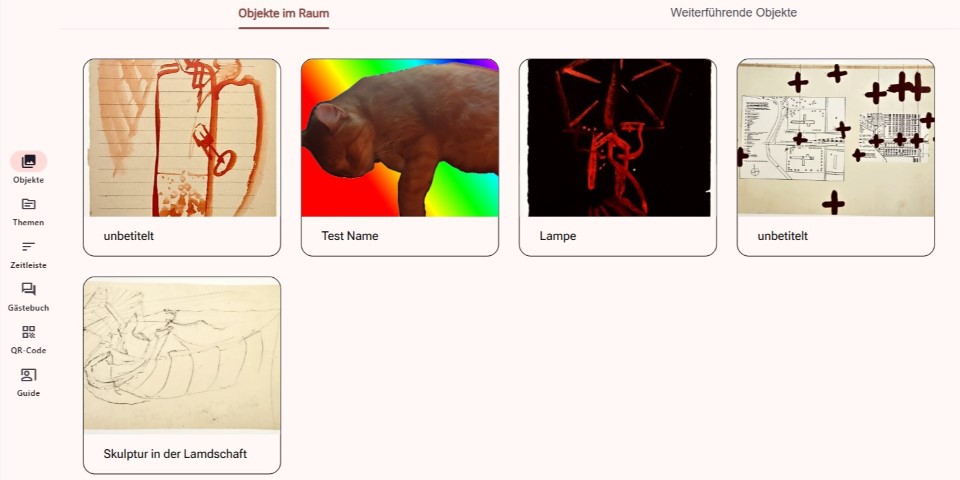 Objekte im Raum
Weiterführende Objekte
Objekte
Themen
Zeitleiste
Gästebuch
QR-Code
Guide
unbetitelt
Test Name
Lampe
unbetitelt
Skulptur in der Lamdschaft